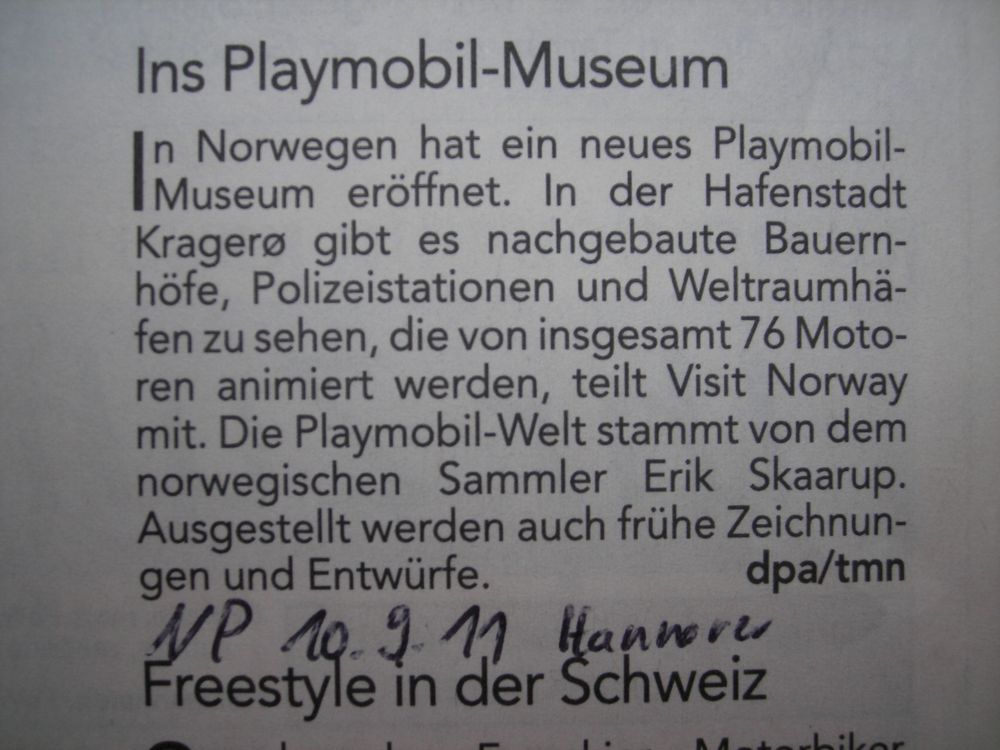 Ins Playmobil-Museum
In Norwegen hat ein neues Playmobil-
Museum eröffnet. In der Hafenstadt
Kragerø gibt es nachgebaute Bauern-
höfe, Polizeistationen und Weltraumhä-
fen zu sehen, die von insgesamt 76 Moto-
ren animiert werden, teilt Visit Norway
mit. Die Playmobil-Welt stammt von dem
norwegischen Sammler Erik Skaarup.
Ausgestellt werden auch frühe Zeichnun-
gen und Entwürfe. dpa/tmn
NP 10.9.11 Hannover
Freestyle in der Schweiz
Motorbiker